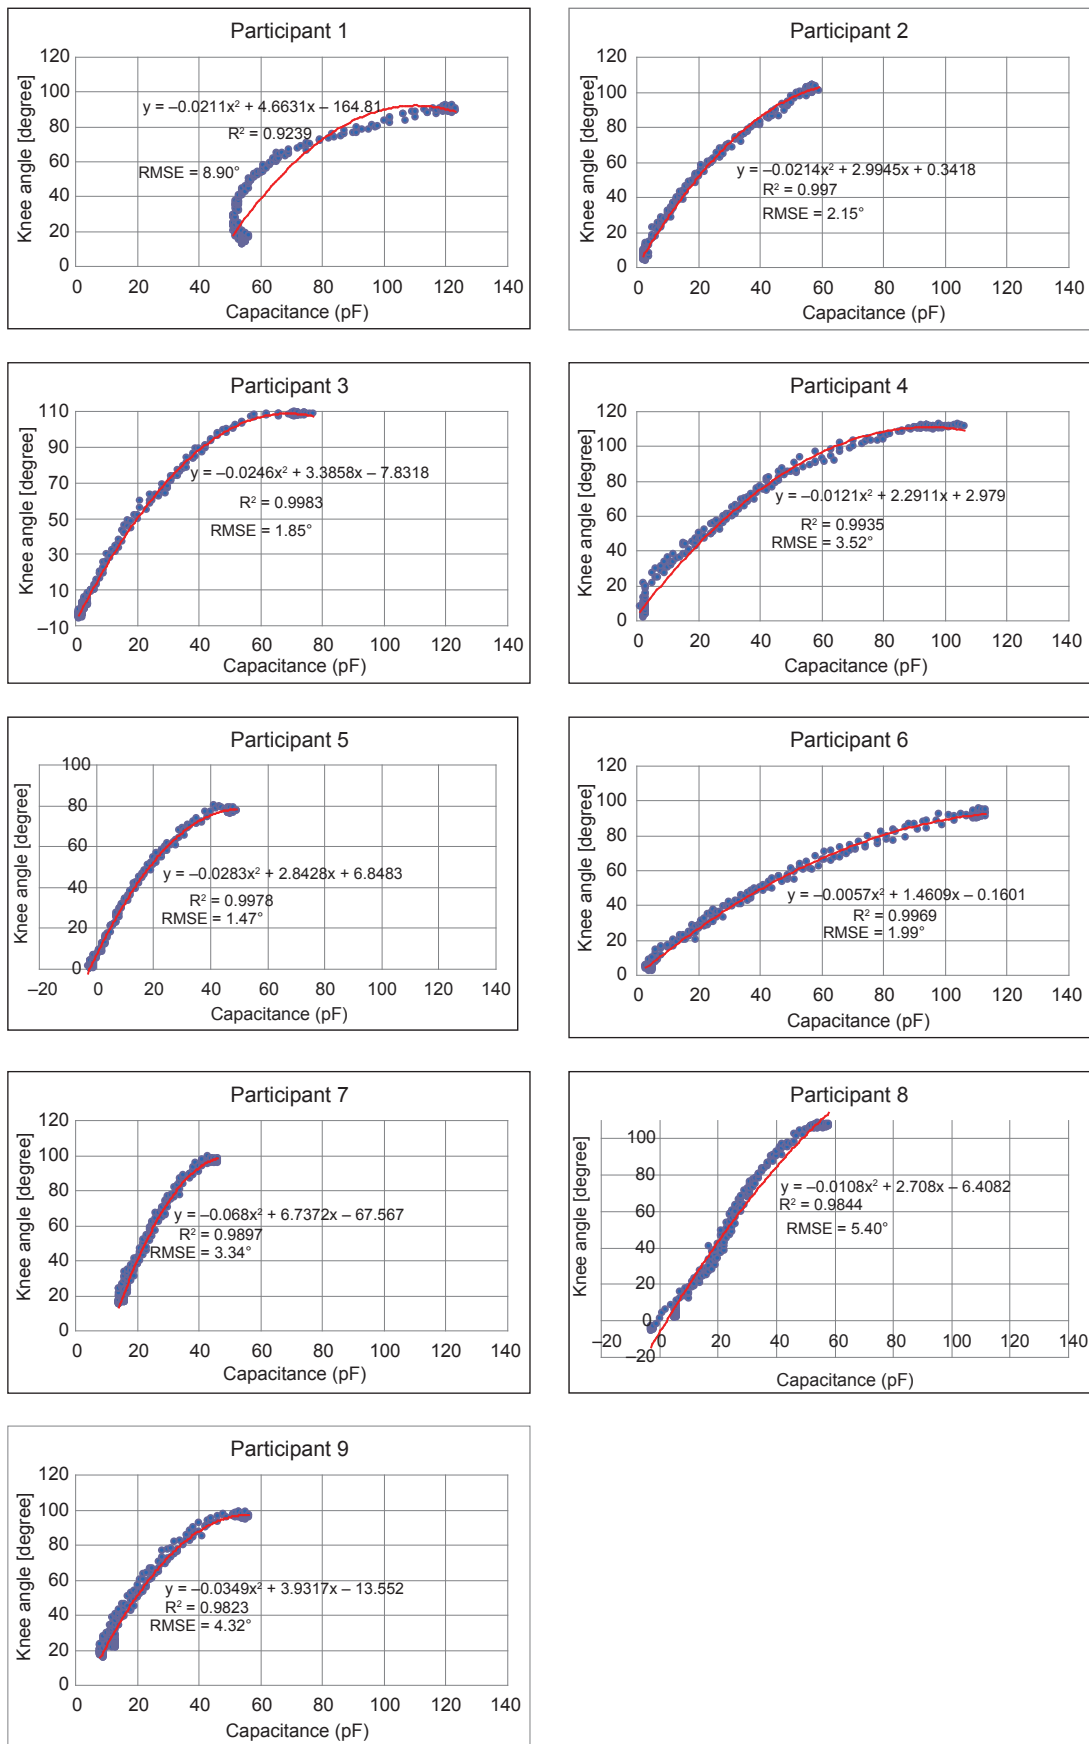 Participant 1
Knee angle [degree]
120
100
80
60
40
20
0
y = –0.0211x² + 4.6631x – 164.81
R² = 0.9239
RMSE = 8.90°
0 20 40 60 80 100 120 140
Capacitance (pF)
Participant 2
Knee angle [degree]
120
100
80
60
40
20
0
y = –0.0214x² + 2.9945x + 0.3418
R² = 0.997
RMSE = 2.15°
0 20 40 60 80 100 120 140
Capacitance (pF)
Participant 3
Knee angle [degree]
110
90
70
50
30
10
–10
y = –0.0246x² + 3.3858x – 7.8318
R² = 0.9983
RMSE = 1.85°
0 20 40 60 80 100 120 140
Capacitance (pF)
Participant 4
Knee angle [degree]
120
100
80
60
40
20
0
y = –0.0121x² + 2.2911x + 2.979
R² = 0.9935
RMSE = 3.52°
0 20 40 60 80 100 120 140
Capacitance (pF)
Participant 5
Knee angle [degree]
100
80
60
40
20
0
y = –0.0283x² + 2.8428x + 6.8483
R² = 0.9978
RMSE = 1.47°
–20 0 20 40 60 80 100 120 140
Capacitance (pF)
Participant 6
Knee angle [degree]
120
100
80
60
40
20
0
y = –0.0057x² + 1.4609x – 0.1601
R² = 0.9969
RMSE = 1.99°
0 20 40 60 80 100 120 140
Capacitance (pF)
Participant 7
Knee angle [degree]
120
100
80
60
40
20
0
y = –0.068x² + 6.7372x – 67.567
R² = 0.9897
RMSE = 3.34°
0 20 40 60 80 100 120 140
Capacitance (pF)
Participant 8
Knee angle [degree]
100
80
60
40
20
0
–20
y = –0.0108x² + 2.708x – 6.4082
R² = 0.9844
RMSE = 5.40°
–20 0 20 40 60 80 100 120 140
Capacitance (pF)
Participant 9
Knee angle [degree]
120
100
80
60
40
20
0
y = –0.0349x² + 3.9317x – 13.552
R² = 0.9823
RMSE = 4.32°
0 20 40 60 80 100 120 140
Capacitance (pF)